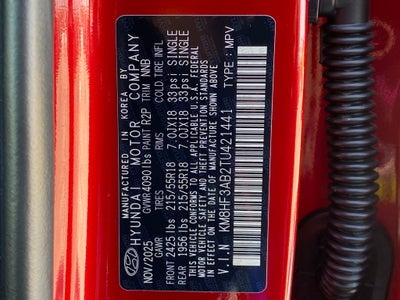 MANUFACTURED IN KOREA BY
HYUNDAI MOTOR COMPANY
NOV/2025 GVWR 4090lbs PAINT R2P TRIM NNB
GAWR TIRES RIMS COLD TIRE INFL
FRONT 2425lbs 215/55R18 7.0JX18 33psi SINGLE
REAR 1956lbs 215/55R18 7.0JX18 33psi SINGLE
THIS VEHICLE CONFORMS TO ALL APPLICABLE U.S.A. FEDERAL
MOTOR VEHICLE SAFETY AND THEFT PREVENTION STANDARDS
IN EFFECT ON THE DATE OF MANUFACTURE SHOWN ABOVE
V.I.N: KM8HF3AB2TU421441 TYPE: MPV